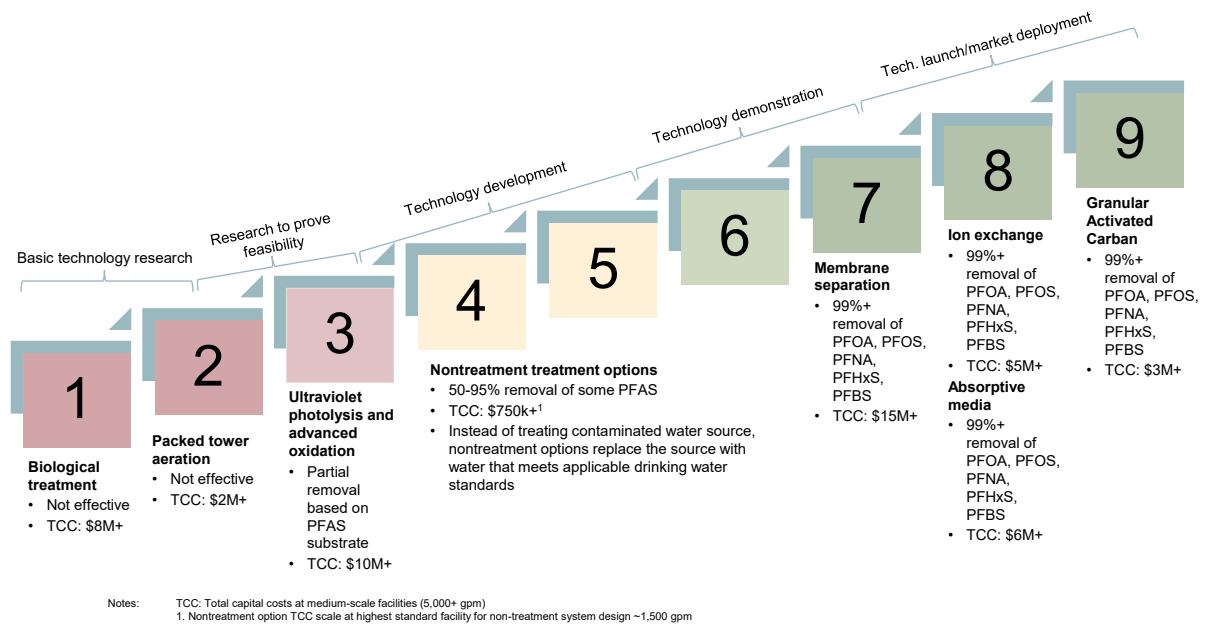 Tech. launch/market deployment
Technology demonstration
Technology development
Research to prove
feasibility
Basic technology research
1
Biological
treatment
• Not effective
• TCC: $8M+
2
Packed tower
aeration
• Not effective
• TCC: $2M+
3
Ultraviolet
photolysis and
advanced
oxidation
• Partial
removal
based on
PFAS
substrate
• TCC: $10M+
4
5
Nontreatment treatment options
• 50-95% removal of some PFAS
• TCC: $750k+1
• Instead of treating contaminated water source,
nontreatment options replace the source with
water that meets applicable drinking water
standards
6
7
Membrane
separation
• 99%+
removal of
PFOA, PFOS,
PFNA,
PFHxS,
PFBS
• TCC: $15M+
8
Ion exchange
• 99%+
removal of
PFOA, PFOS,
PFNA,
PFHxS,
PFBS
• TCC: $5M+
Absorptive
media
• 99%+
removal of
PFOA, PFOS,
PFNA,
PFHxS,
PFBS
• TCC: $6M+
9
Granular
Activated
Carban
• 99%+
removal of
PFOA, PFOS,
PFNA,
PFHxS,
PFBS
• TCC: $3M+
Notes: TCC: Total capital costs at medium-scale facilities (5,000+ gpm)
1. Nontreatment option TCC scale at highest standard facility for non-treatment system design ~1,500 gpm